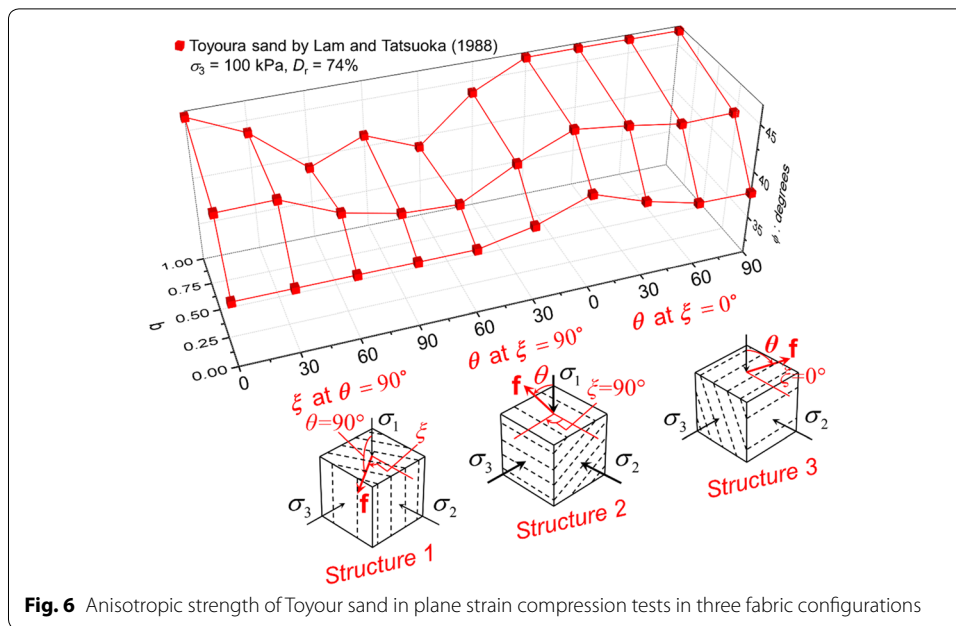 Toyoura sand by Lam and Tatsuoka (1988)
σ₃ = 100 kPa, Dᵣ = 74%
45
40
35
ϕ : degrees
1.00
0.75
0.50
0.25
0.00
b
0 30 60 90 60 30 0 30 60 90
ξ at θ = 90°
θ at ξ = 90°
θ at ξ = 0°
θ=90° σ₁ ξ
σ₃ f σ₂
Structure 1
f θ σ₁ ξ=90°
σ₃ σ₂
Structure 2
θ f
ξ=0°
σ₃ σ₂
Structure 3
Fig. 6 Anisotropic strength of Toyour sand in plane strain compression tests in three fabric configurations